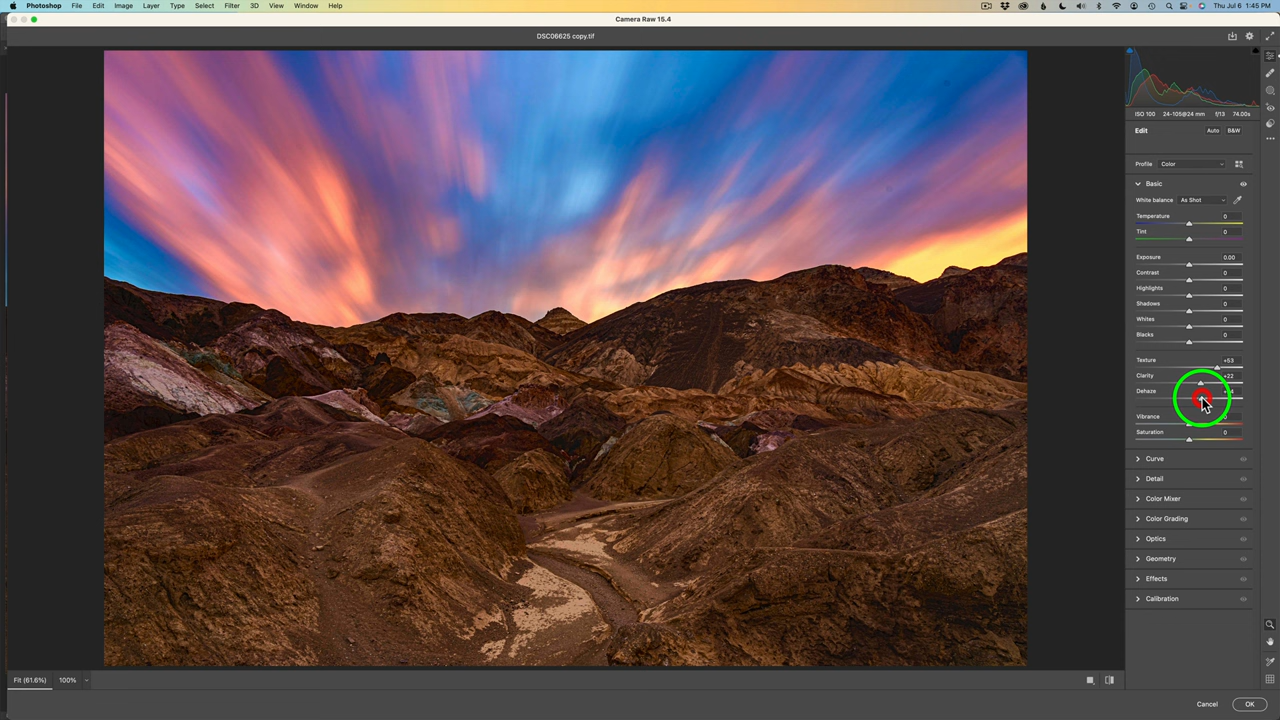 Photoshop File Edit Image Layer Type Select Filter 3D View Window Help Thu Jul 6 1:45 PM
Camera Raw 15.4
DSC06625 copy.tif
ISO 100 24-105@24 mm f/13 74.00s
Edit Auto B&W
Profile Color
Basic
White balance As Shot
Temperature 0
Tint 0
Exposure 0.00
Contrast 0
Highlights 0
Shadows 0
Whites 0
Blacks 0
Texture +53
Clarity +22
Dehaze
Vibrance
Saturation 0
Curve
Detail
Color Mixer
Color Grading
Optics
Geometry
Effects
Calibration
Fit (61.6%) 100%
Cancel OK